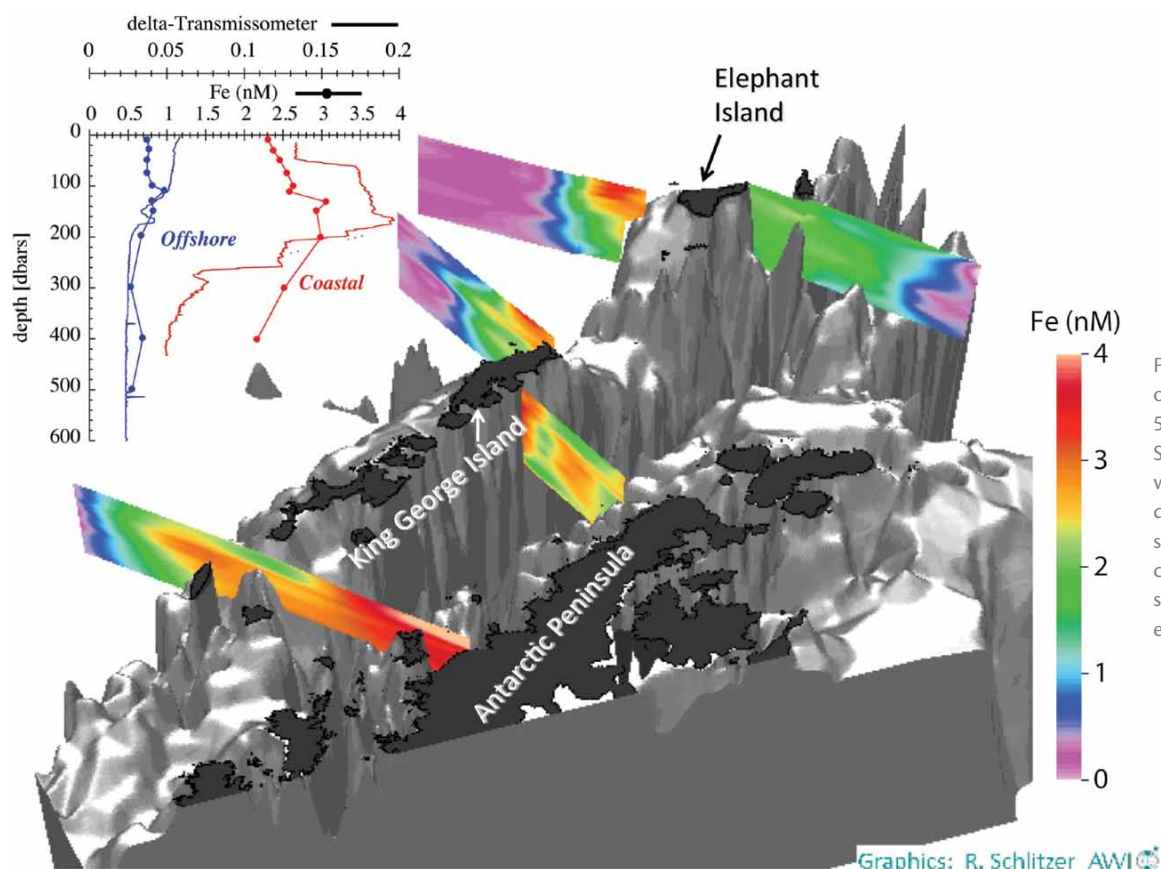 delta-Transmissometer
0 0.05 0.1 0.15 0.2
Fe (nM)
0 0.5 1 1.5 2 2.5 3 3.5 4
0
100
200
300
400
500
600
depth [dbars]
Offshore
Coastal
Elephant
Island
King George Island
Antarctic Peninsula
Fe (nM)
4
3
2
1
0
Graphics: R. Schlitzer AWI